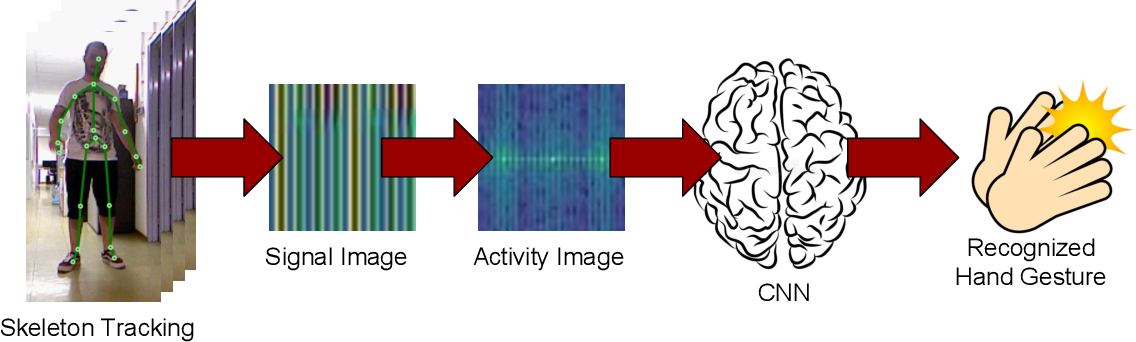 Skeleton Tracking
Signal Image
Activity Image
CNN
Recognized
Hand Gesture